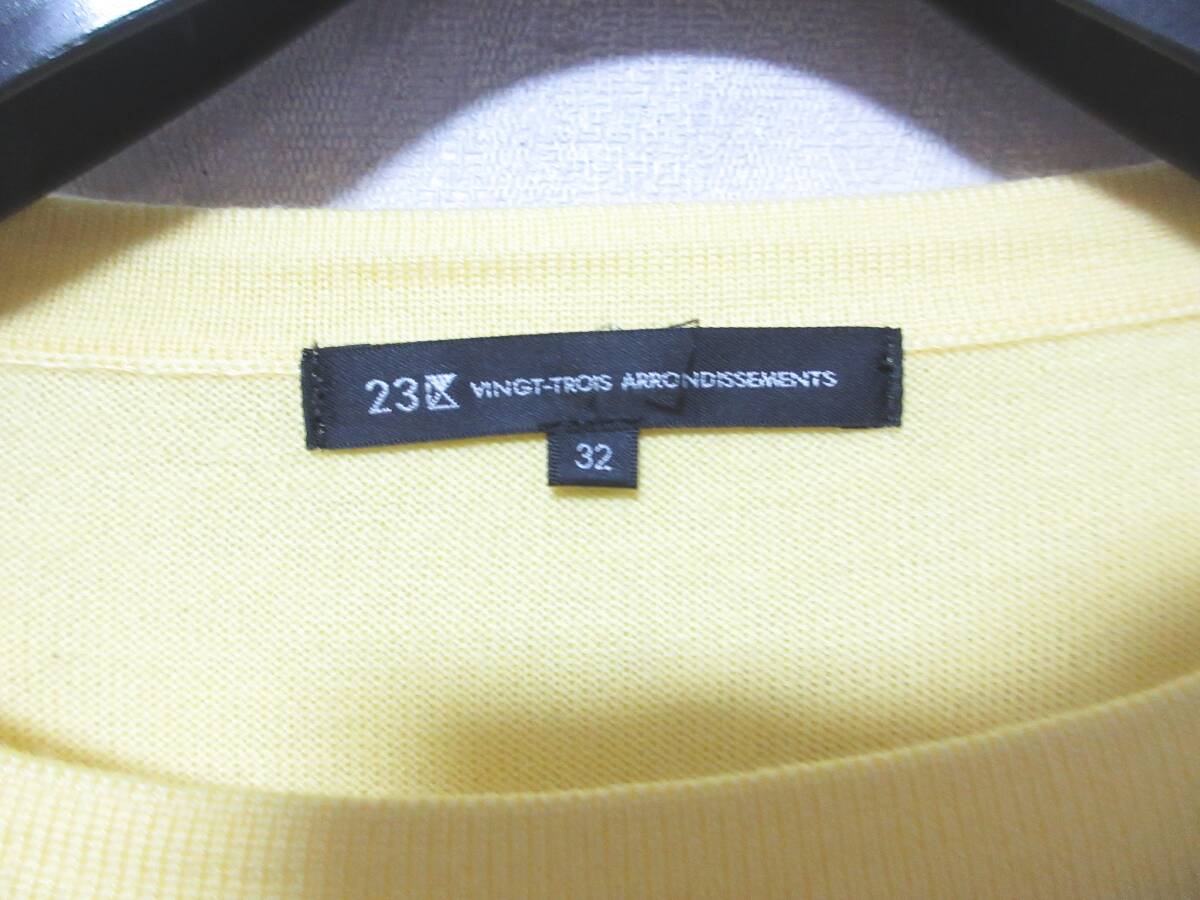 23区 VINGT-TROIS ARRONDISSEMENTS
32